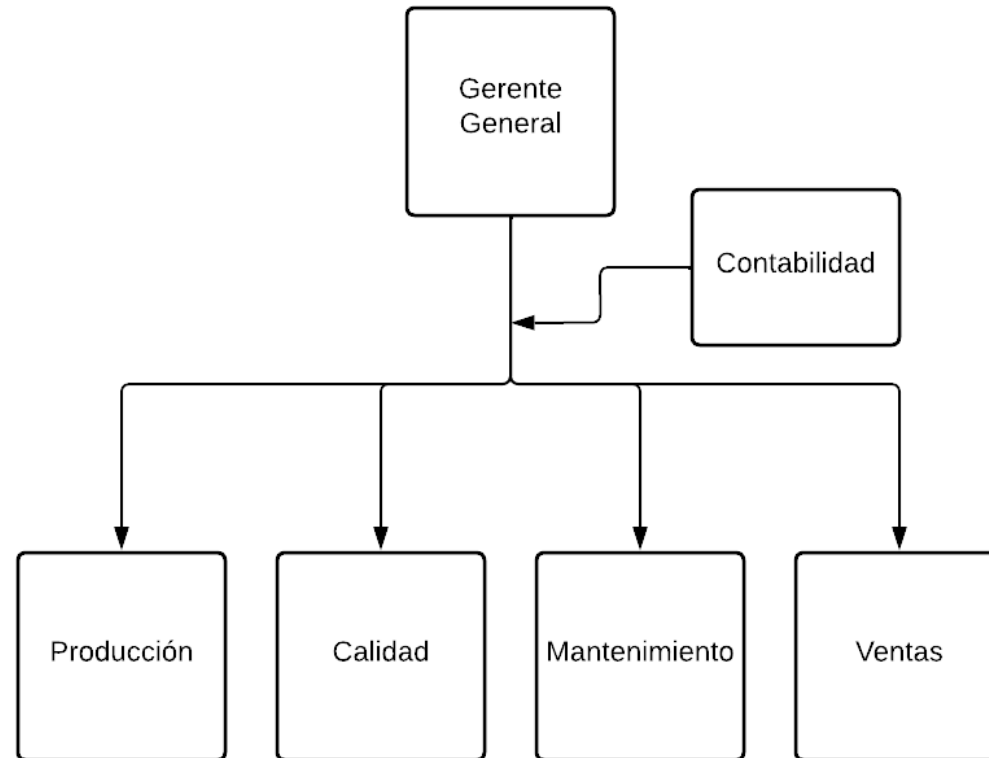 Gerente
General
Contabilidad
Producción
Calidad
Mantenimiento
Ventas